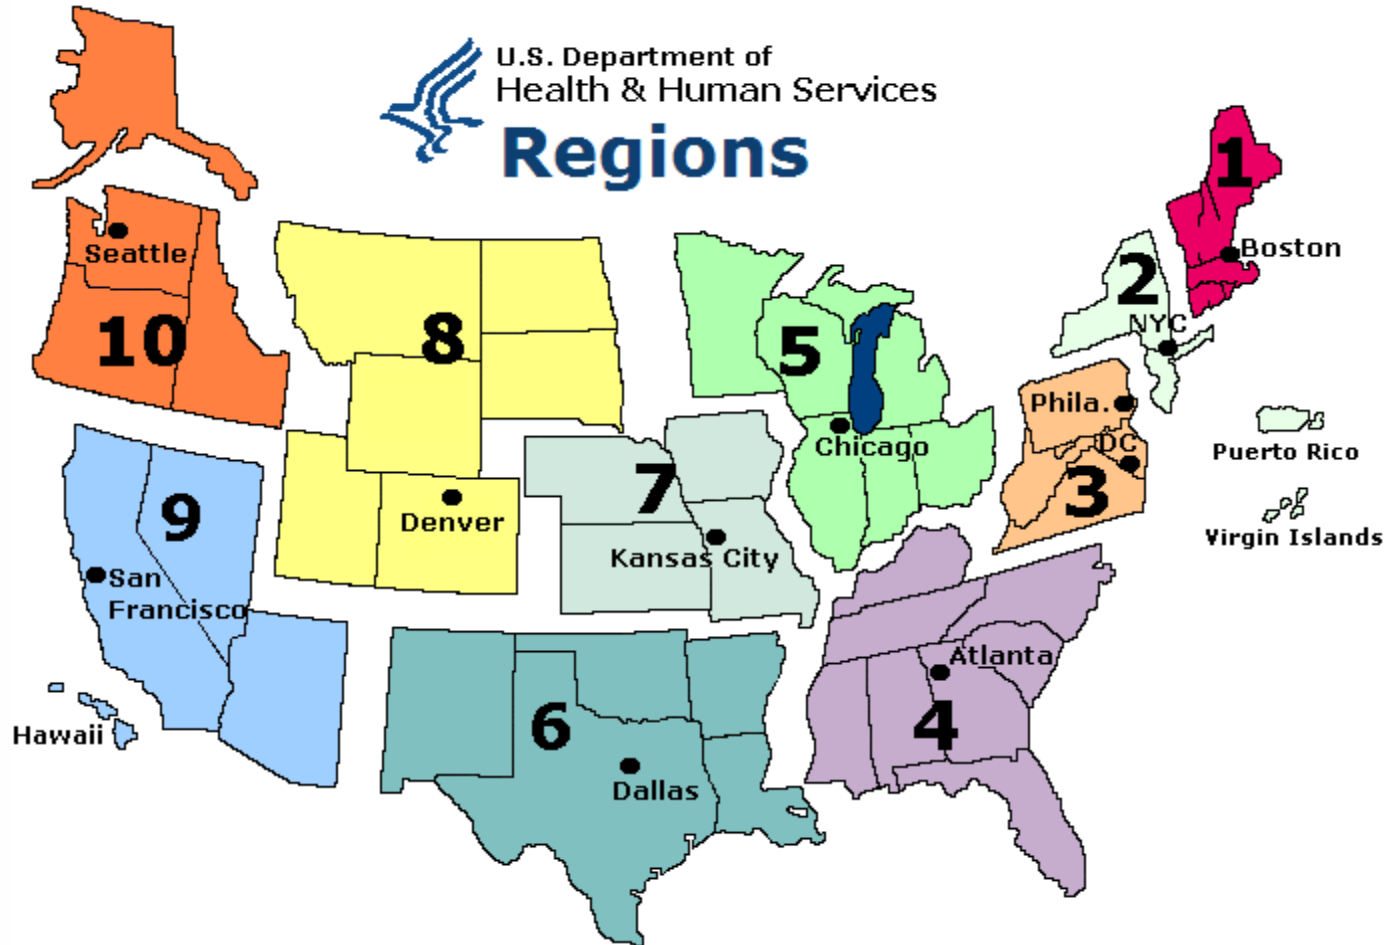 U.S. Department of
Health & Human Services
Regions
1
Boston
2
NYC
Seattle
10
8
5
Chicago
Phila.
DC
3
Puerto Rico
Virgin Islands
9
San
Francisco
Denver
7
Kansas City
Hawaii
6
Dallas
Atlanta
4